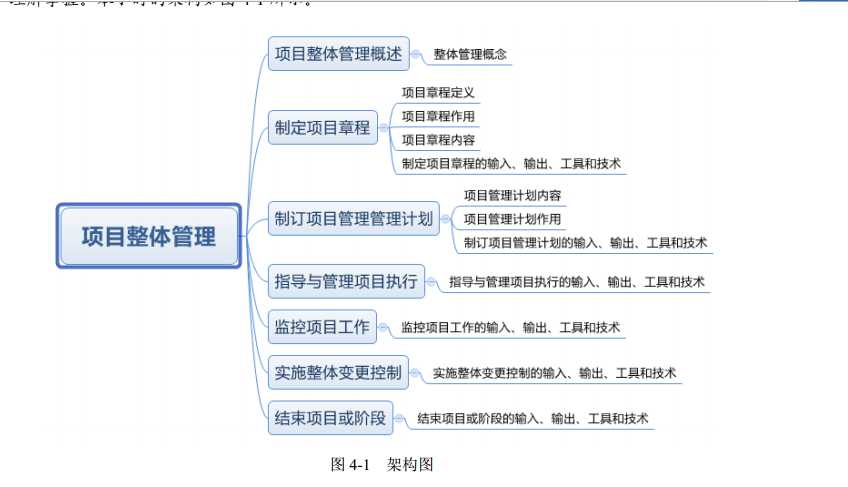 项目整体管理
项目整体管理概述
整体管理概念
制定项目章程
项目章程定义
项目章程作用
项目章程内容
制定项目章程的输入、输出、工具和技术
制订项目管理管理计划
项目管理计划内容
项目管理计划作用
制订项目管理计划的输入、输出、工具和技术
指导与管理项目执行
指导与管理项目执行的输入、输出、工具和技术
监控项目工作
监控项目工作的输入、输出、工具和技术
实施整体变更控制
实施整体变更控制的输入、输出、工具和技术
结束项目或阶段
结束项目或阶段的输入、输出、工具和技术
图 4-1 架构图